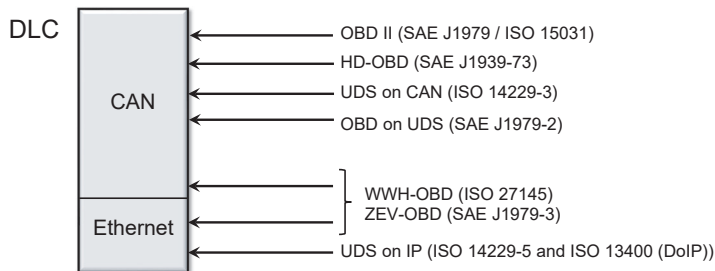 DLC
OBD II (SAE J1979 / ISO 15031)
HD-OBD (SAE J1939-73)
CAN
UDS on CAN (ISO 14229-3)
OBD on UDS (SAE J1979-2)
WWH-OBD (ISO 27145)
ZEV-OBD (SAE J1979-3)
Ethernet
UDS on IP (ISO 14229-5 and ISO 13400 (DoIP))